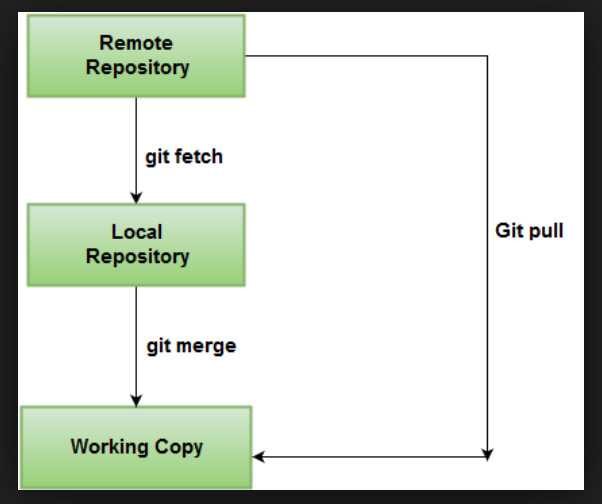 Remote
Repository
git fetch
Local
Repository
Git pull
git merge
Working Copy